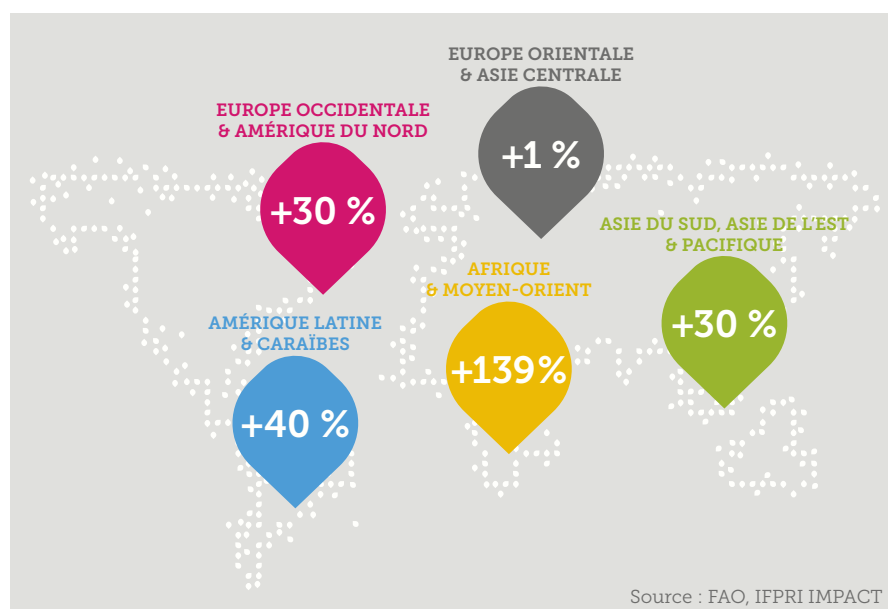 EUROPE ORIENTALE
& ASIE CENTRALE
+1 %
EUROPE OCCIDENTALE
& AMÉRIQUE DU NORD
+30 %
ASIE DU SUD, ASIE DE L'EST
& PACIFIQUE
+30 %
AFRIQUE
& MOYEN-ORIENT
+139 %
AMÉRIQUE LATINE
& CARAÏBES
+40 %
Source : FAO, IFPRI IMPACT